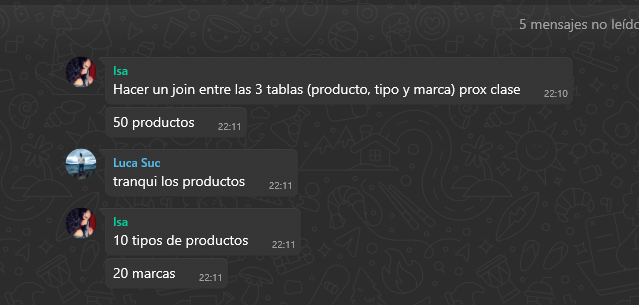 5 mensajes no leído
Isa
Hacer un join entre las 3 tablas (producto, tipo y marca) prox clase 22:10
50 productos 22:11
Luca Suc
tranqui los productos 22:11
Isa
10 tipos de productos 22:11
20 marcas 22:11